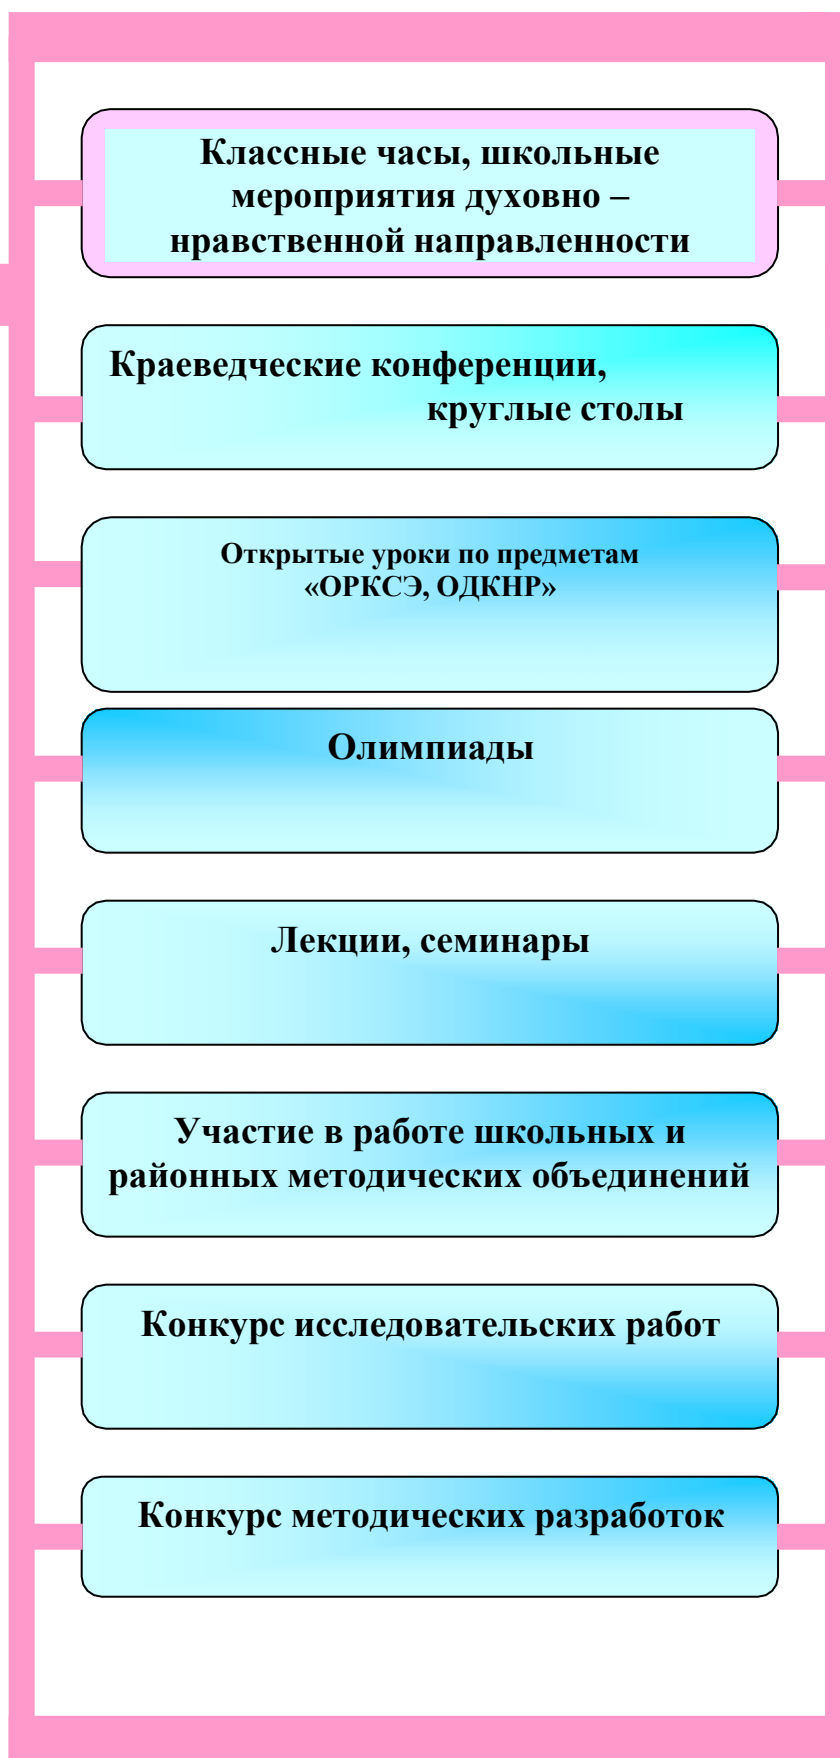 Классные часы, школьные
мероприятия духовно –
нравственной направленности
Краеведческие конференции,
круглые столы
Открытые уроки по предметам
«ОРКСЭ, ОДКНР»
Олимпиады
Лекции, семинары
Участие в работе школьных и
районных методических объединений
Конкурс исследовательских работ
Конкурс методических разработок